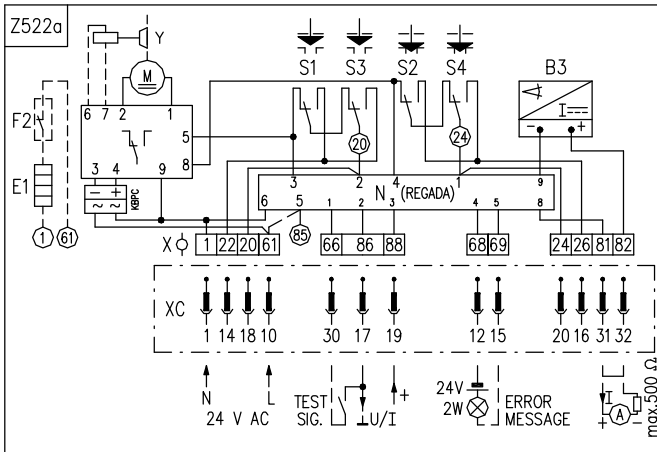 Z522a
Y
M
F2
E1
1 61
6 7 2 1
5
8
3 4 9
− +
~ ~
KBPC
S1 S3 S2 S4 B3
I
− +
20 24
3 2 N (REGADA) 4 1 9
6 5 1 2 3 4 5 8
85
X 1 22 20 61 66 86 88 68 69 24 26 81 82
XC
1 14 18 10 30 17 19 12 15 20 16 31 32
N L
24 V AC
TEST
SIG.
U/I
+
24V
2W
ERROR
MESSAGE
I
A
+ −
max.500 Ω